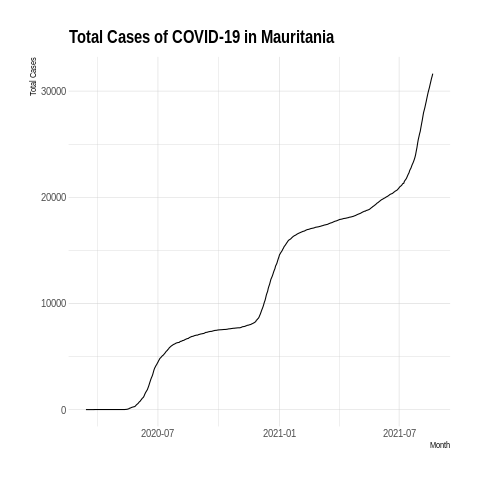 Total Cases of COVID-19 in Mauritania
Total Cases
30000
20000
10000
0
2020-07
2021-01
2021-07
Month